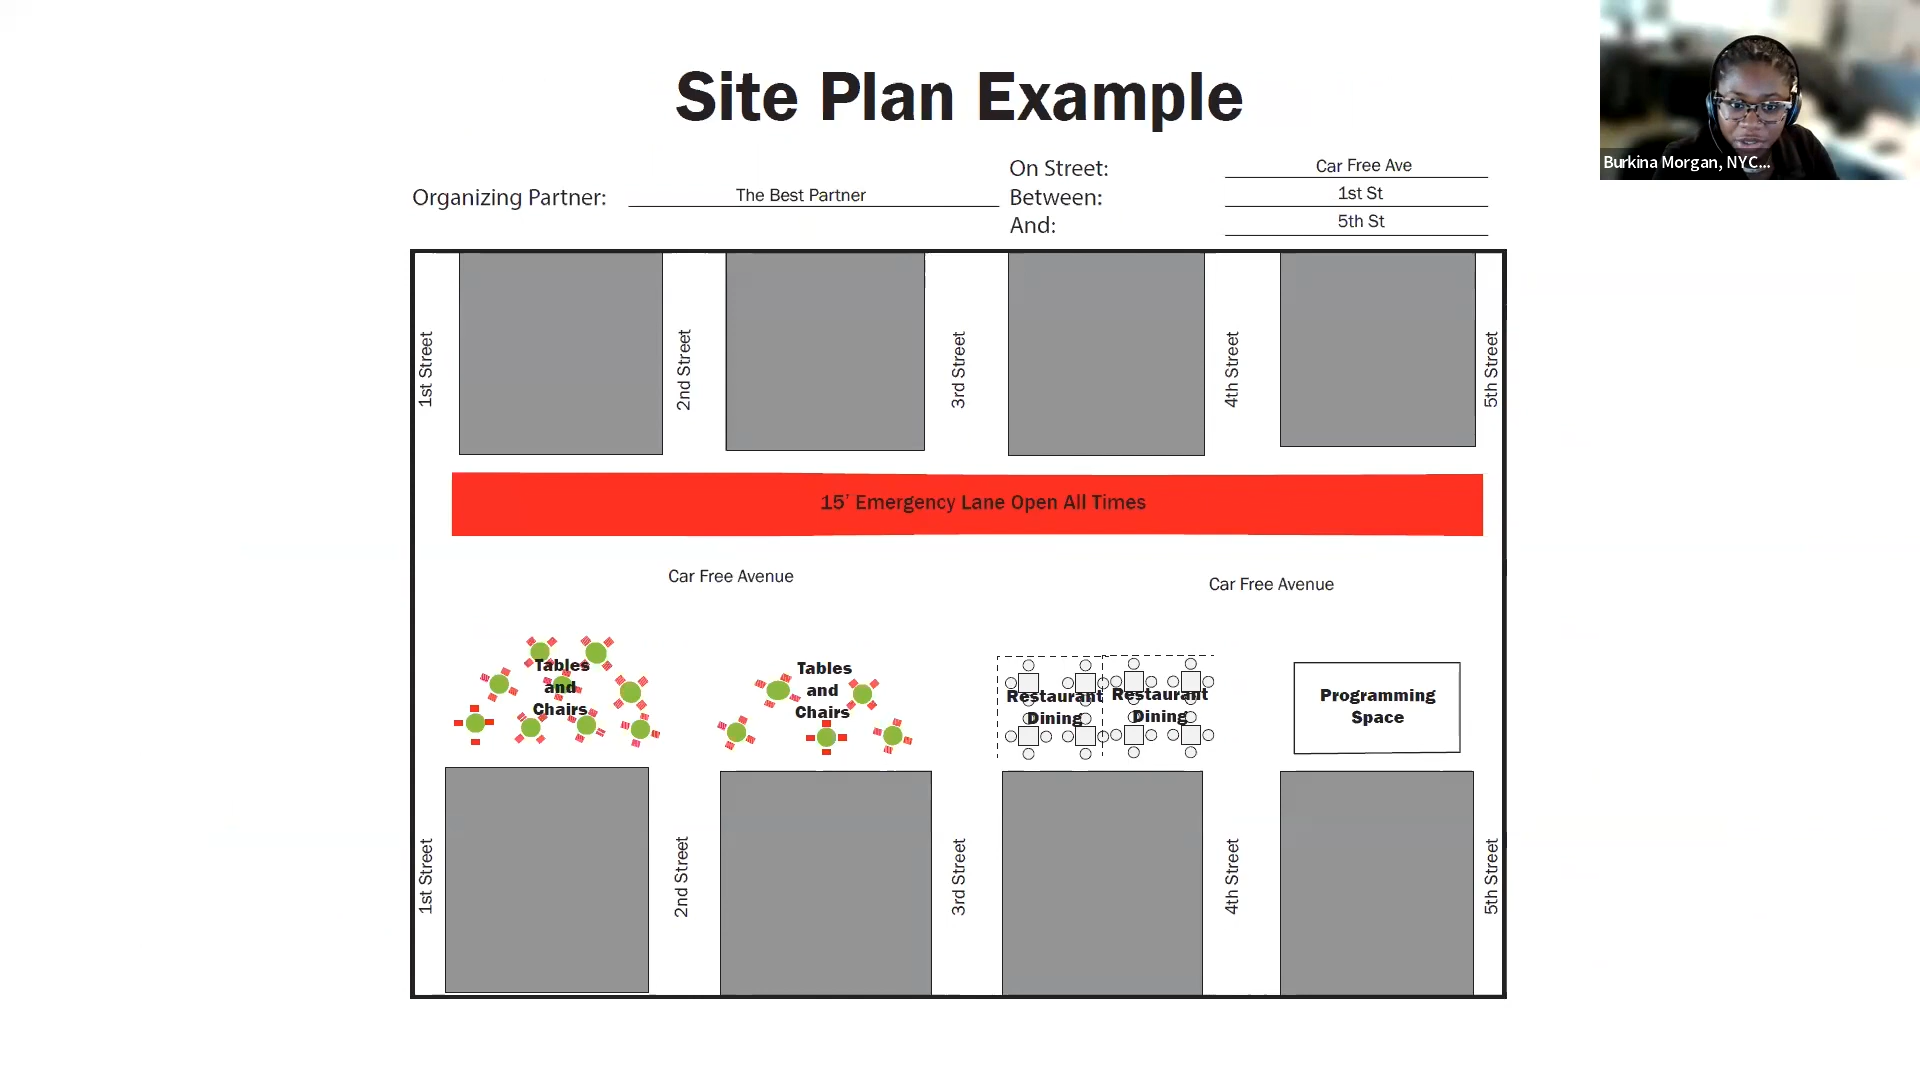 Site Plan Example
Burkina Morgan, NYC...
Organizing Partner: The Best Partner
On Street: Car Free Ave
Between: 1st St
And: 5th St
1st Street
2nd Street
3rd Street
4th Street
5th Street
15' Emergency Lane Open All Times
Car Free Avenue
Car Free Avenue
Tables
and
Chairs
Tables
and
Chairs
Restaurant
Dining
Restaurant
Dining
Programming
Space
1st Street
2nd Street
3rd Street
4th Street
5th Street